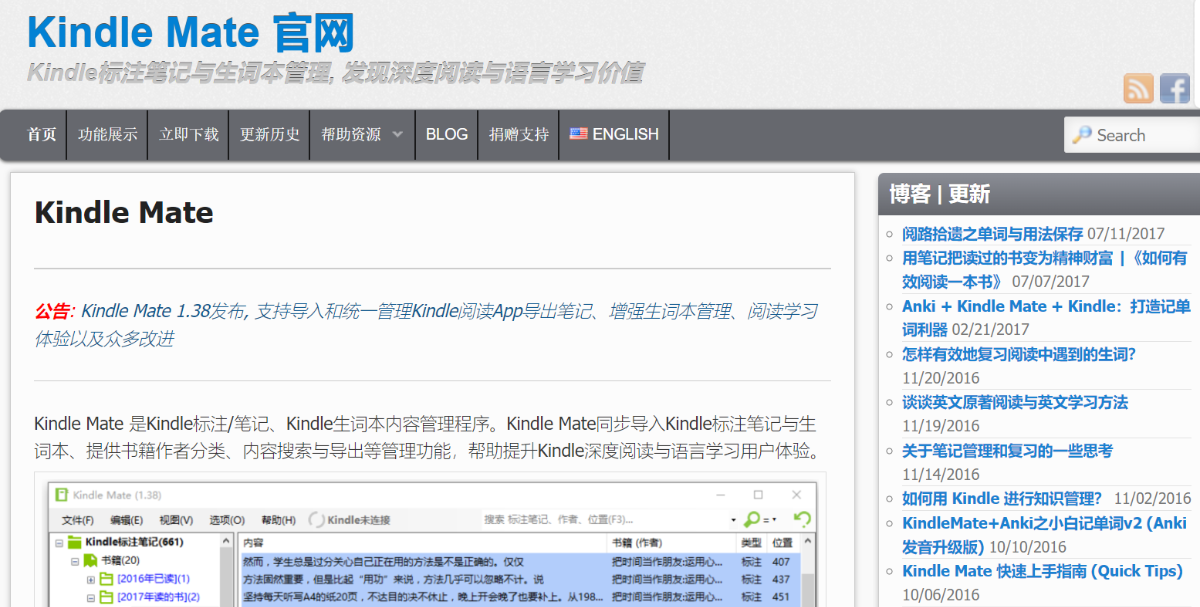 Kindle Mate 官网
Kindle标注笔记与生词本管理, 发现深度阅读与语言学习价值
首页 功能展示 立即下载 更新历史 帮助资源 BLOG 捐赠支持 ENGLISH
Search
Kindle Mate
公告: Kindle Mate 1.38发布, 支持导入和统一管理Kindle阅读App导出笔记、增强生词本管理、阅读学习
体验以及众多改进
Kindle Mate 是Kindle标注/笔记、Kindle生词本内容管理程序。Kindle Mate同步导入Kindle标注笔记与生
词本、提供书籍作者分类、内容搜索与导出等管理功能，帮助提升Kindle深度阅读与语言学习用户体验。
Kindle Mate (1.38)
文件(F) 编辑(E) 视图(V) 选项(O) 帮助(H) Kindle未连接 搜索 标注笔记、作者、位置(F3)...
Kindle标注笔记(661)
书籍(20)
[2016年已读](1)
[2017年读的书](2)
内容 书籍 (作者) 类型 位置
然而，学生总是过分关心自己正在用的方法是不是正确的。仅仅 把时间当作朋友:运用心... 标注 407
方法固然重要，但是比起“用功”来说，方法几乎可以忽略不计。说 把时间当作朋友:运用心... 标注 437
坚持每天听写A4的纸20页，不达目的决不休止，晚上开会晚了也要补上。从198... 把时间当作朋友:运用心... 标注 451
博客 | 更新
阅路拾遗之单词与用法保存 07/11/2017
用笔记把读过的书变为精神财富 |《如何有
效阅读一本书》 07/07/2017
Anki + Kindle Mate + Kindle：打造记单
词利器 02/21/2017
怎样有效地复习阅读中遇到的生词?
11/20/2016
谈谈英文原著阅读与英文学习方法
11/19/2016
关于笔记管理和复习的一些思考
11/14/2016
如何用 Kindle 进行知识管理？ 11/02/2016
KindleMate+Anki之小白记单词v2 (Anki
发音升级版) 10/10/2016
Kindle Mate 快速上手指南 (Quick Tips)
10/06/2016